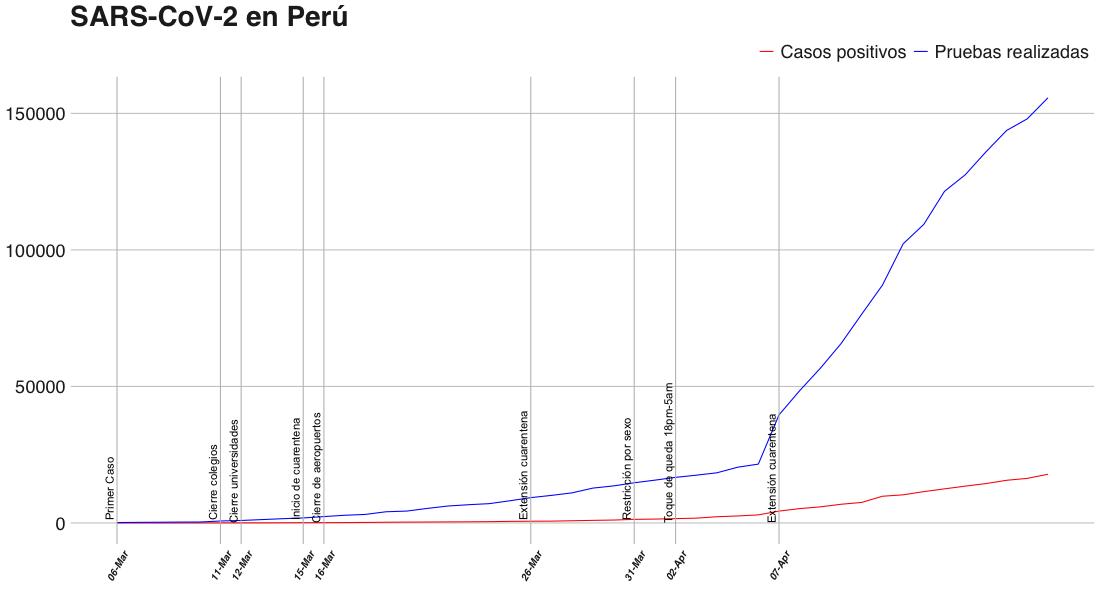 SARS-CoV-2 en Perú
Casos positivos
Pruebas realizadas
150000
100000
50000
0
Primer Caso
Cierre colegios
Cierre universidades
Inicio de cuarentena
Cierre de aeropuertos
Extensión cuarentena
Restricción por sexo
Toque de queda 18pm-5am
Extensión cuarentena
06-Mar
11-Mar
12-Mar
15-Mar
16-Mar
26-Mar
31-Mar
02-Apr
07-Apr